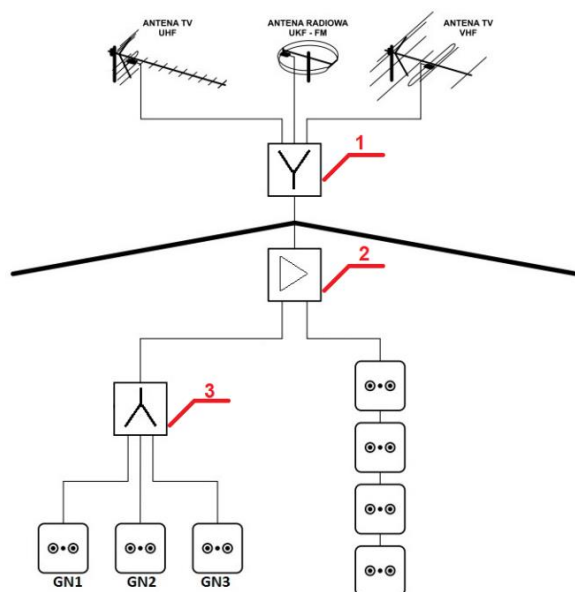 ANTENA TV
UHF
ANTENA RADIOWA
UKF - FM
ANTENA TV
VHF
1
2
3
GN1
GN2
GN3